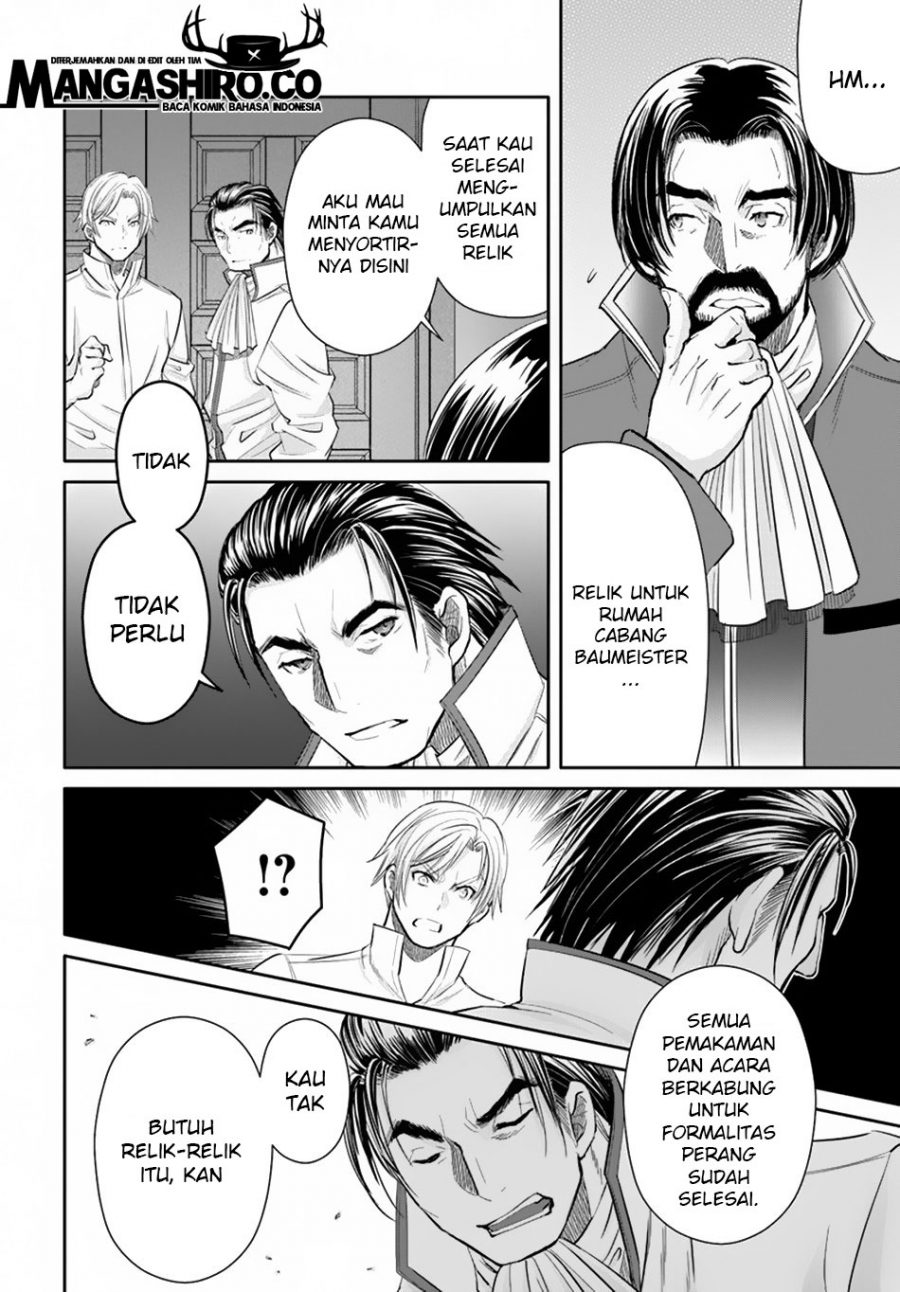 DITERJEMAHKAN DAN DI EDIT OLEH TIM
MANGASHIRO.CO
BACA KOMIK BAHASA INDONESIA
HM...
RELIK UNTUK
RUMAH
CABANG
BAUMEISTER
...
SAAT KAU
SELESAI
MENG-
UMPULKAN
SEMUA
RELIK
AKU MAU
MINTA KAMU
MENYORTIR-
NYA DISINI
TIDAK
TIDAK
PERLU
!?
SEMUA
PEMAKAMAN
DAN ACARA
BERKABUNG
UNTUK
FORMALITAS
PERANG
SUDAH
SELESAI.
KAU
TAK
BUTUH
RELIK-RELIK
ITU, KAN